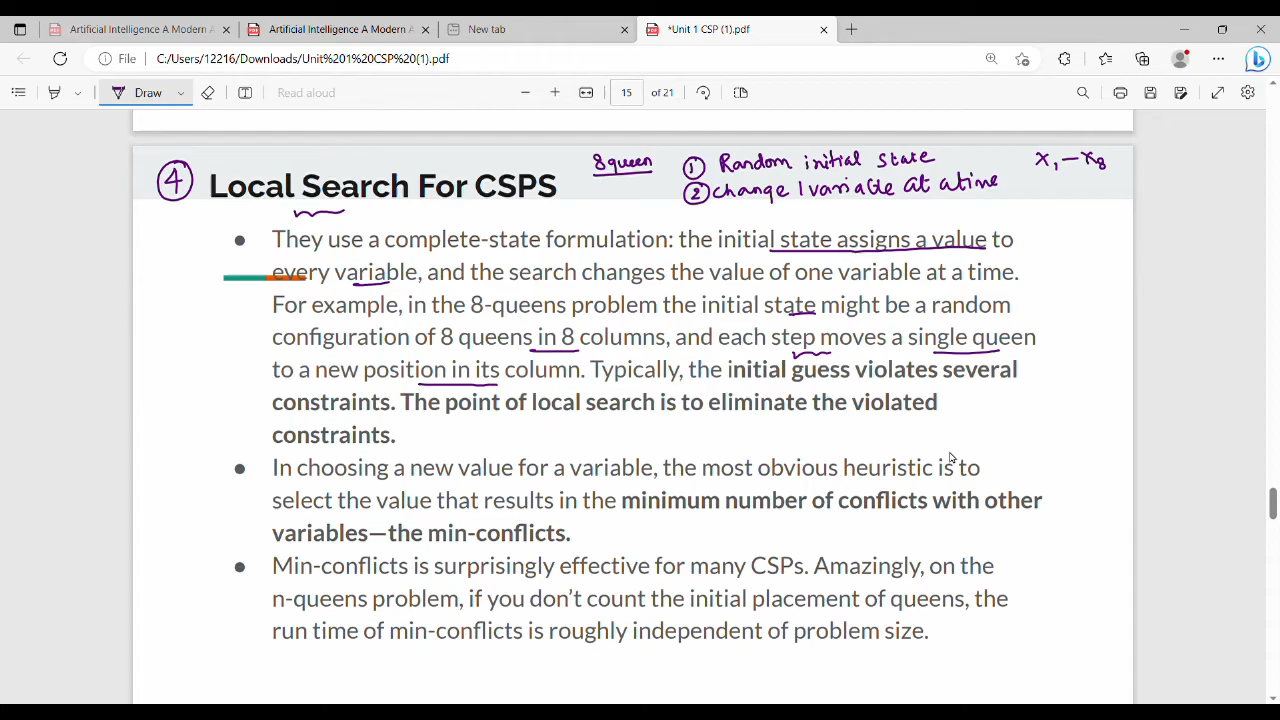 Artificial Intelligence A Modern A
Artificial Intelligence A Modern A
New tab
*Unit 1 CSP (1).pdf
File
C:/Users/12216/Downloads/Unit%201%20CSP%20(1).pdf
Draw
Read aloud
15
of 21
4
Local Search For CSPS
8 queen
1 Random initial state
2 change 1 variable at a time
x1 - x8
They use a complete-state formulation: the initial state assigns a value to
every variable, and the search changes the value of one variable at a time.
For example, in the 8-queens problem the initial state might be a random
configuration of 8 queens in 8 columns, and each step moves a single queen
to a new position in its column. Typically, the initial guess violates several
constraints. The point of local search is to eliminate the violated
constraints.
In choosing a new value for a variable, the most obvious heuristic is to
select the value that results in the minimum number of conflicts with other
variables—the min-conflicts.
Min-conflicts is surprisingly effective for many CSPs. Amazingly, on the
n-queens problem, if you don't count the initial placement of queens, the
run time of min-conflicts is roughly independent of problem size.